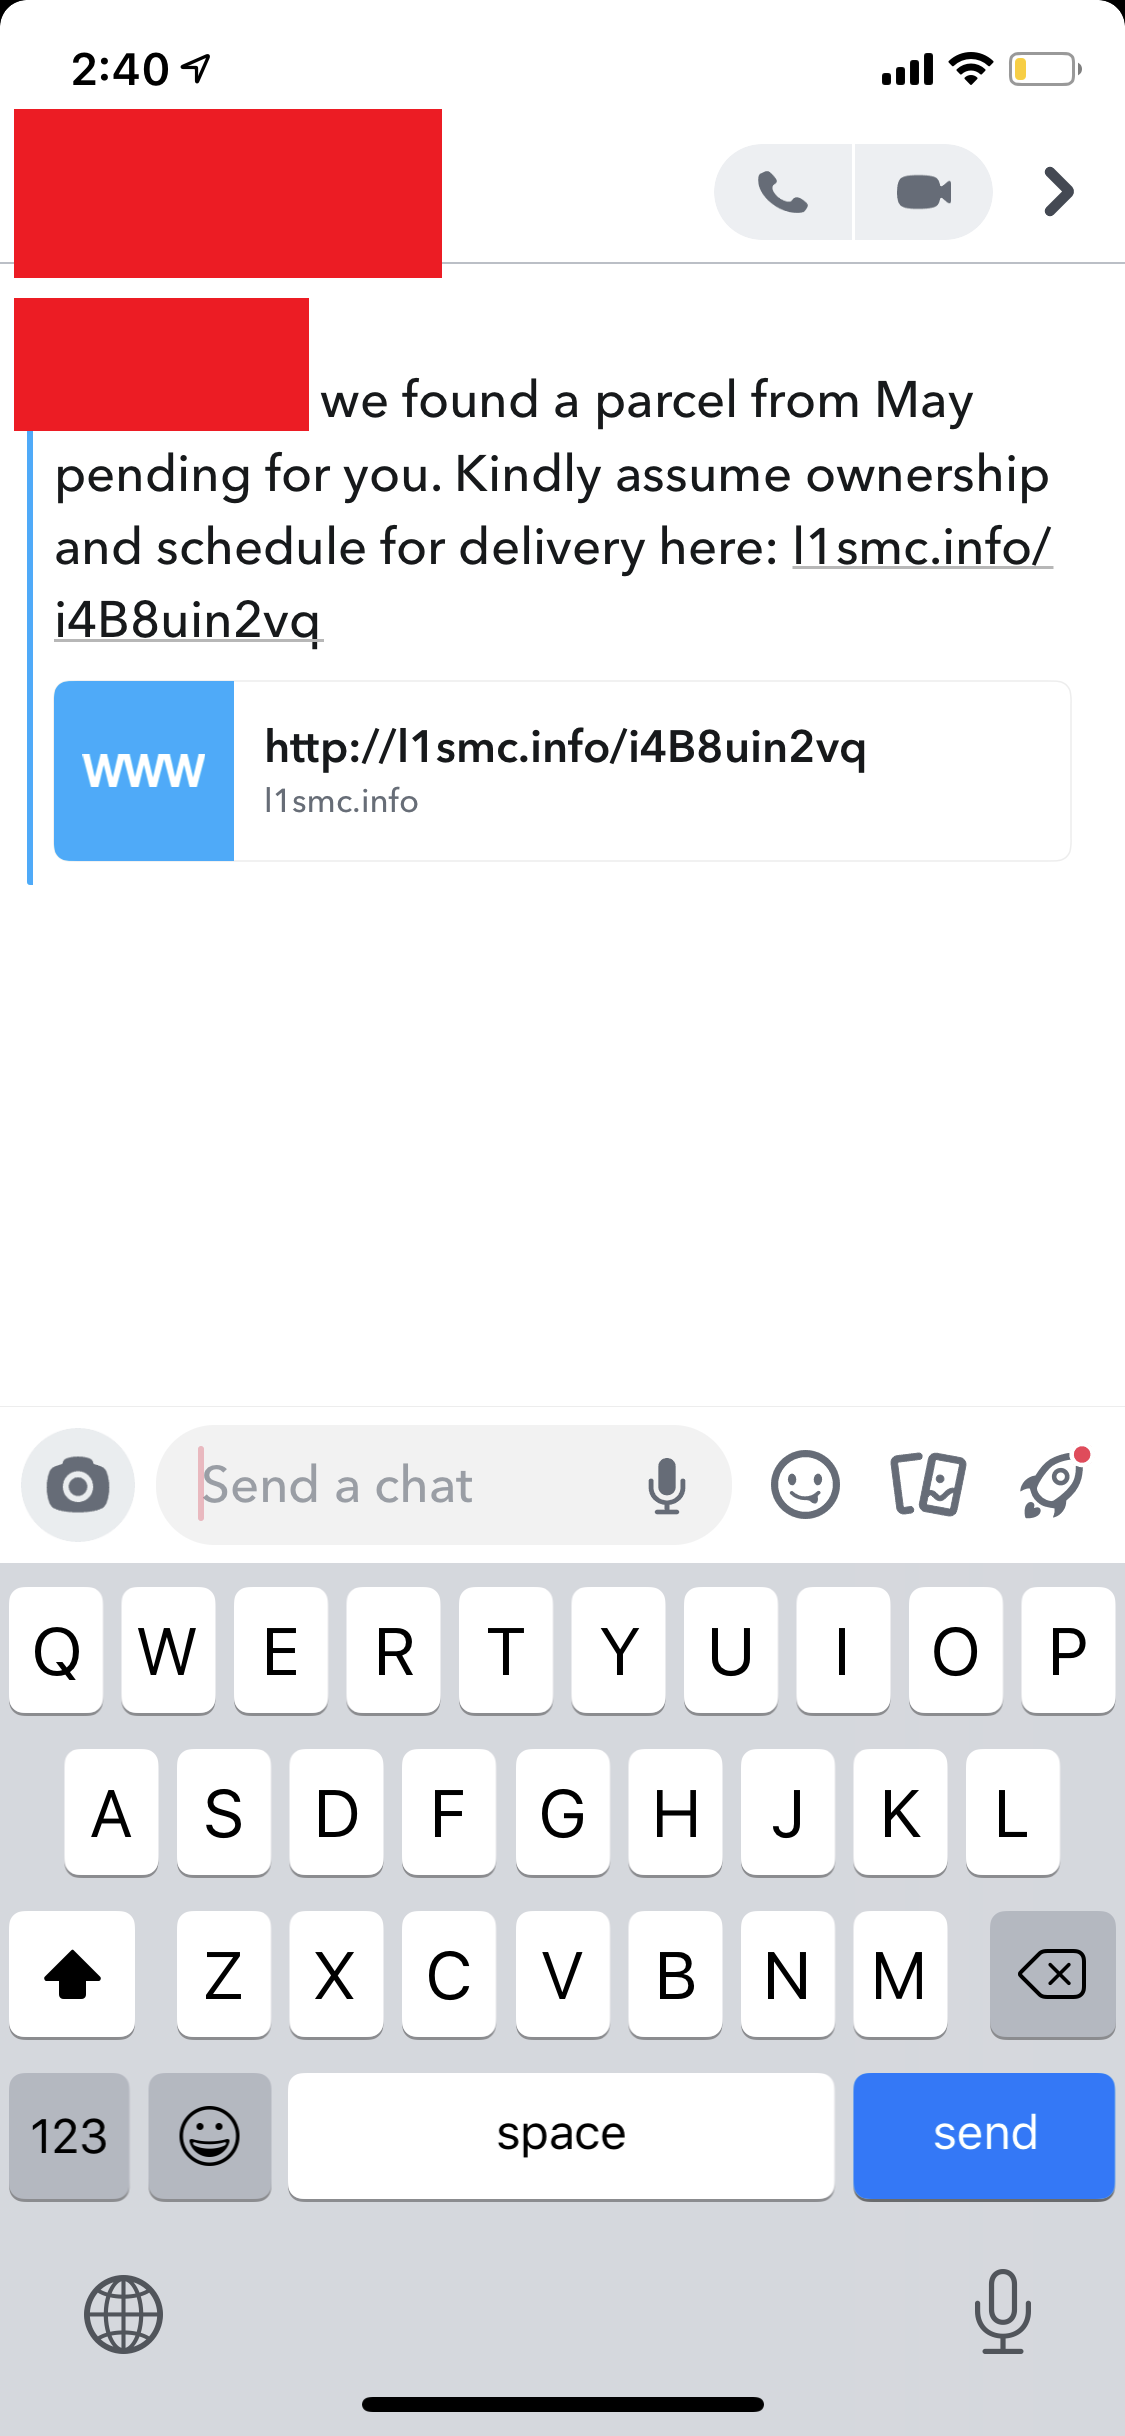 2:40
we found a parcel from May
pending for you. Kindly assume ownership
and schedule for delivery here: l1smc.info/
i4B8uin2vq
www
http://l1smc.info/i4B8uin2vq
l1smc.info
Send a chat
Q W E R T Y U I O P
A S D F G H J K L
Z X C V B N M
123 space send